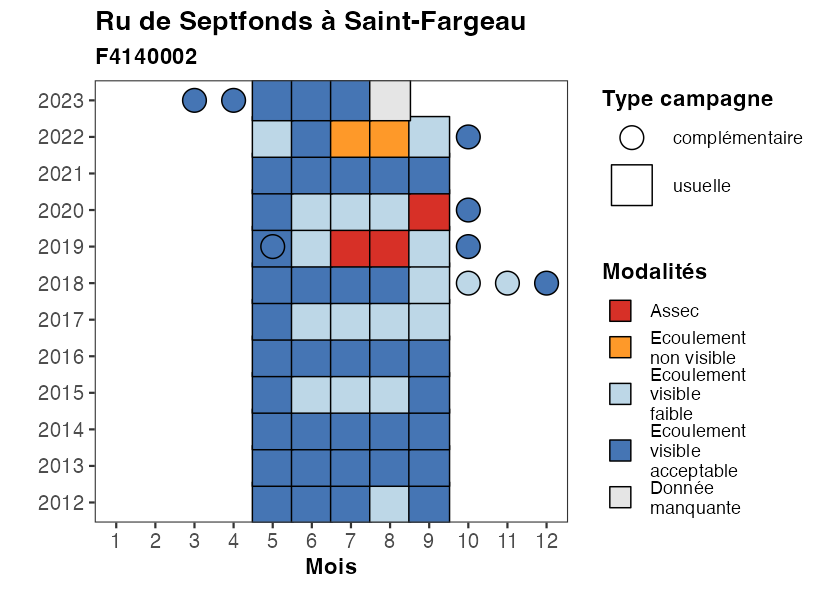 Ru de Septfonds à Saint-Fargeau
F4140002
2023
2022
2021
2020
2019
2018
2017
2016
2015
2014
2013
2012
1 2 3 4 5 6 7 8 9 10 11 12
Mois
Type campagne
complémentaire
usuelle
Modalités
Assec
Ecoulement
non visible
Ecoulement
visible
faible
Ecoulement
visible
acceptable
Donnée
manquante